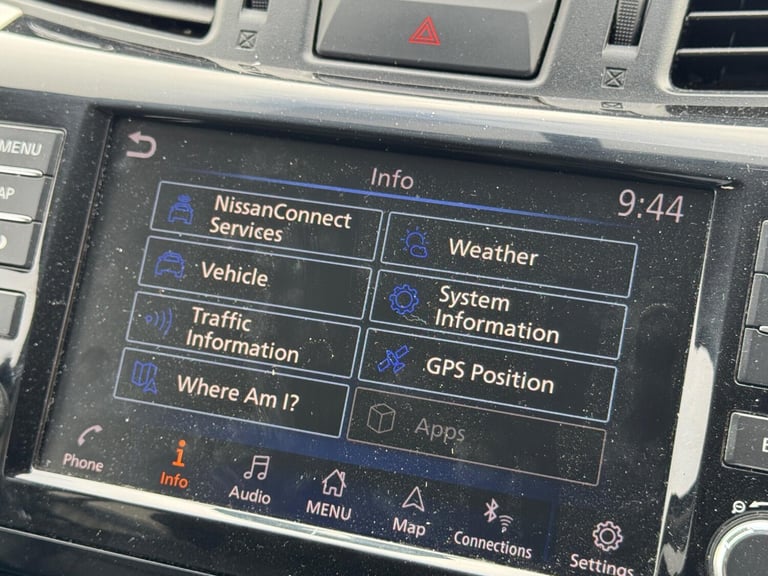 MENU
Info
9:44
NissanConnect
Services
Weather
Vehicle
System
Information
Traffic
Information
GPS Position
Where Am I?
Apps
Phone
Info
Audio
MENU
Map
Connections
Settings